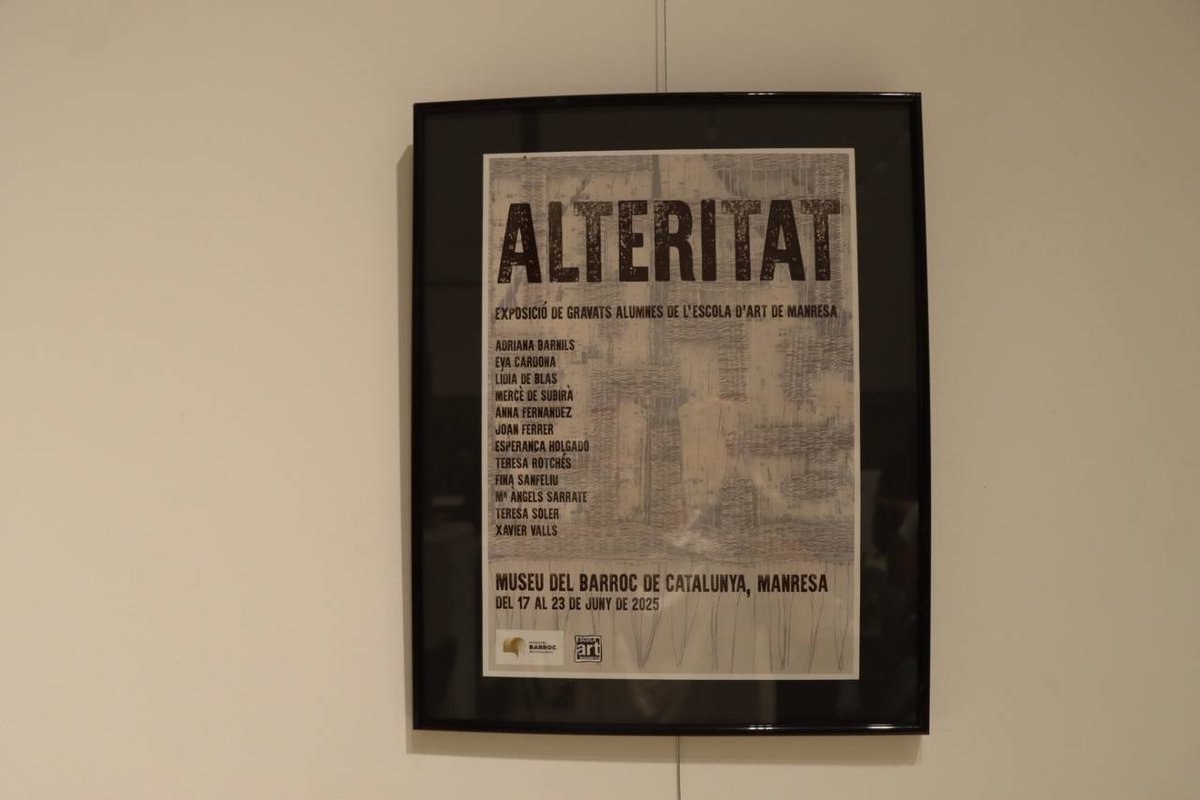 ALTERITAT
EXPOSICIÓ DE GRAVATS ALUMNES DE L'ESCOLA D'ART DE MANRESA
ADRIANA BARNILS
EVA CARDONA
LÍDIA DE BLAS
MERCÈ DE SUBIRÀ
ANNA FERNANDEZ
JOAN FERRER
ESPERANÇA HOLGADO
TERESA ROTCHÉS
FINA SANFELIU
Mª ÀNGELS SARRATE
TERESA SOLER
XAVIER VALLS
MUSEU DEL BARROC DE CATALUNYA, MANRESA
DEL 17 AL 23 DE JUNY DE 2025
BARROC
art